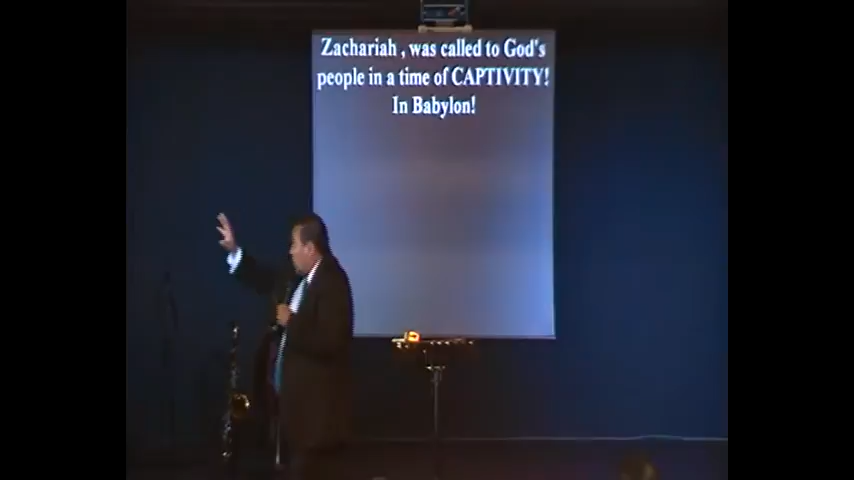 Zachariah , was called to God's
people in a time of CAPTIVITY!
In Babylon!